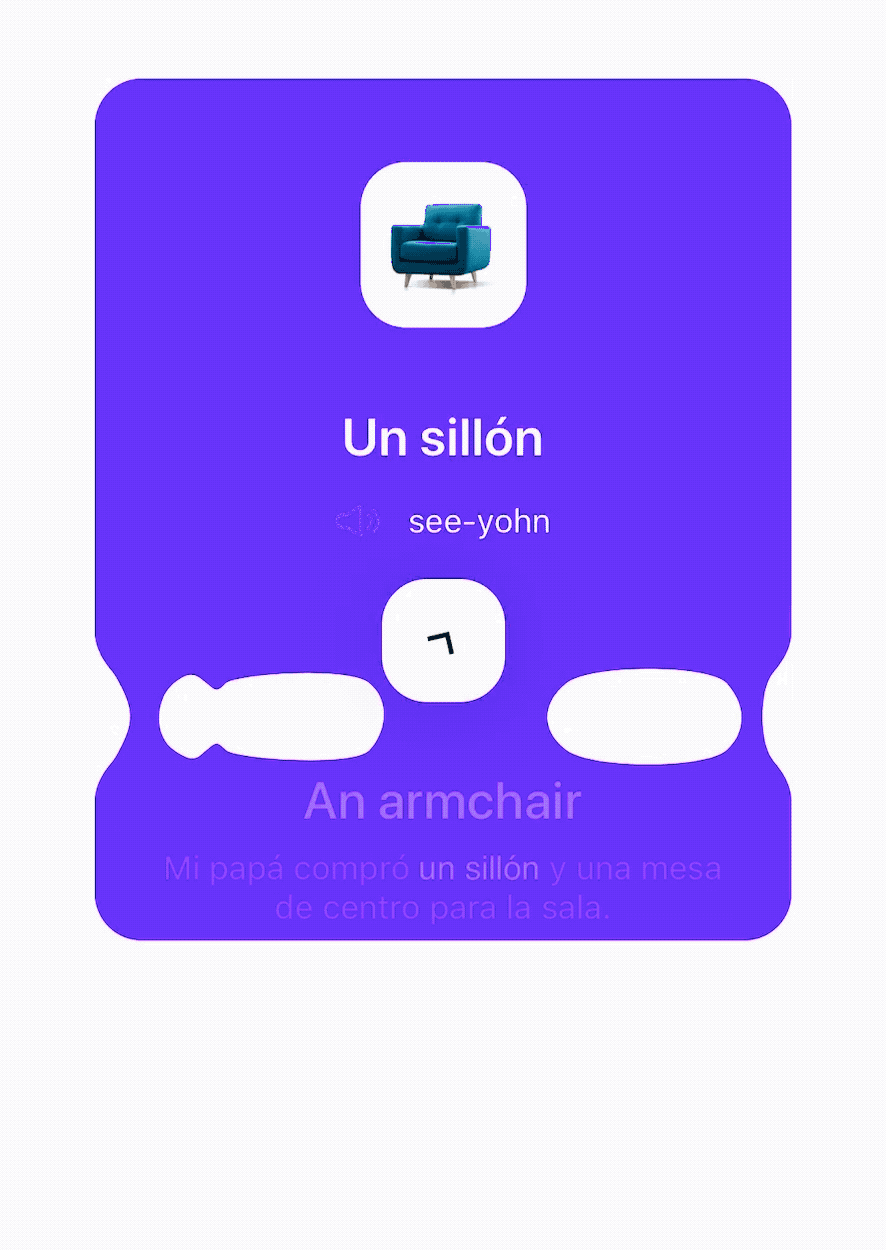 Un sillón
see-yohn
An armchair
Mi papá compró un sillón y una mesa
de centro para la sala.